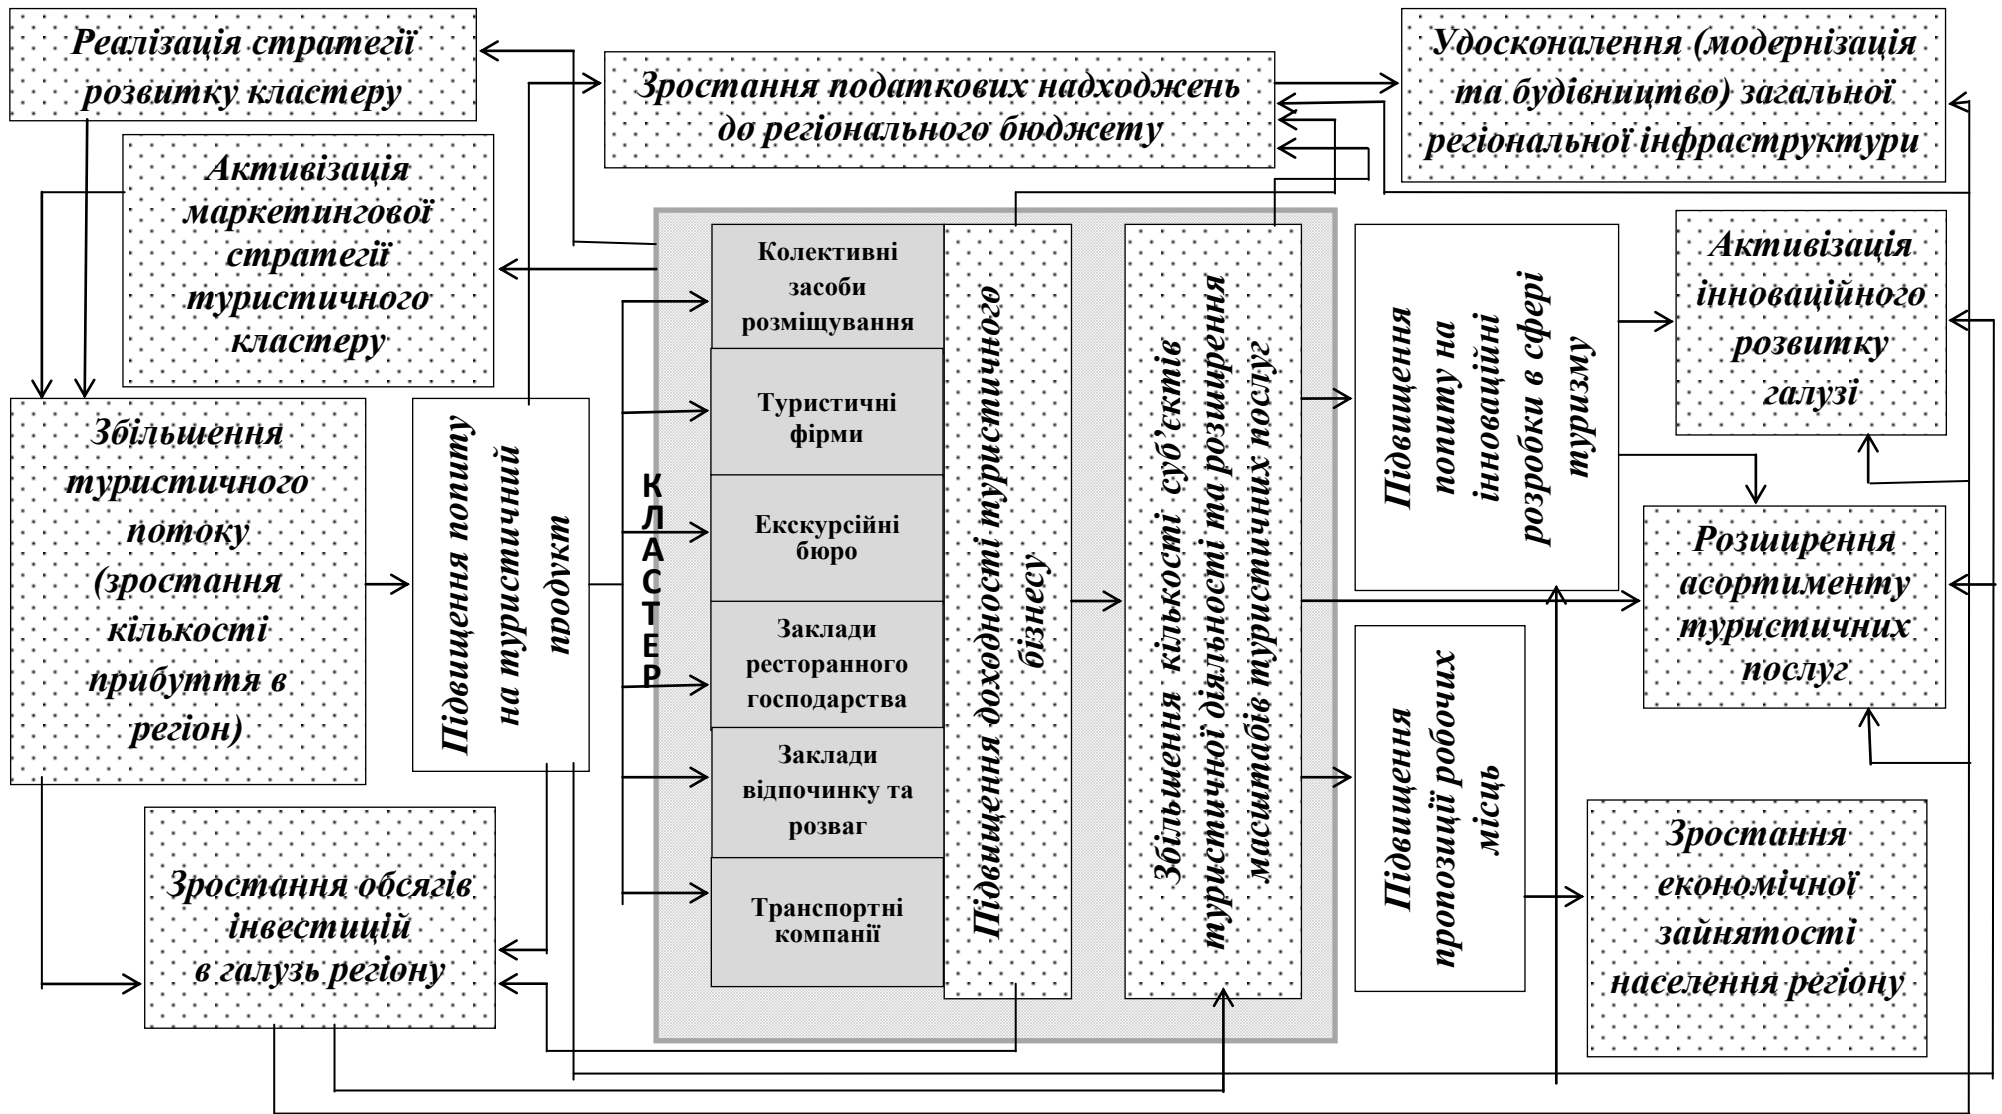 Реалізація стратегії
розвитку кластеру
Зростання податкових надходжень
до регіонального бюджету
Удосконалення (модернізація
та будівництво) загальної
регіональної інфраструктури
Активізація
маркетингової
стратегії
туристичного
кластеру
Збільшення
туристичного
потоку
(зростання
кількості
прибуття в
регіон)
Підвищення попиту
на туристичний
продукт
КЛАСТЕР
Колективні
засоби
розміщування
Туристичні
фірми
Екскурсійні
бюро
Заклади
ресторанного
господарства
Заклади
відпочинку та
розваг
Транспортні
компанії
Підвищення доходності туристичного
бізнесу
Збільшення кількості суб’єктів
туристичної діяльності та розширення
масштабів туристичних послуг
Підвищення
попиту на
інноваційні
розробки в сфері
туризму
Підвищення
пропозиції робочих
місць
Активізація
інноваційного
розвитку
галузі
Розширення
асортименту
туристичних
послуг
Зростання
економічної
зайнятості
населення регіону
Зростання обсягів
інвестицій
в галузь регіону